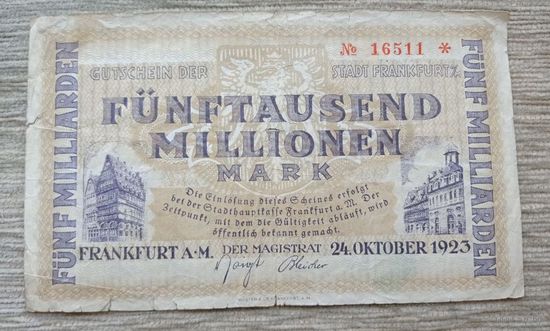 № 16511 *
GUTSCHEIN DER STADT FRANKFURT
FÜNFTAUSEND
MILLIONEN
MARK
Die Einlösung dieses Scheines erfolgt
bei der Stadthauptkasse Frankfurt a. M. Der
Zeitpunkt, mit dem die Gültigkeit abläuft, wird
öffentlich bekannt gemacht.
FRANKFURT A·M. DER MAGISTRAT 24.OKTOBER 1923
FÜNF MILLIARDEN
FÜNF MILLIARDEN